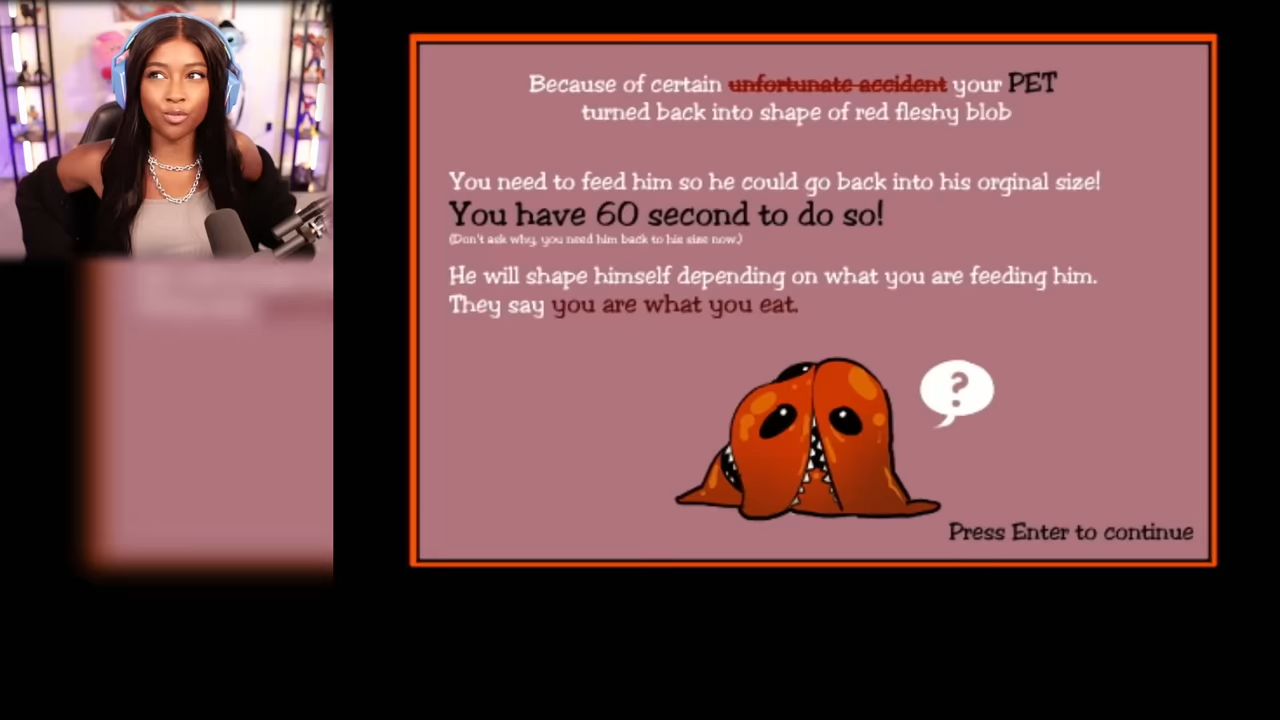 Because of certain unfortunate accident your PET
turned back into shape of red fleshy blob
You need to feed him so he could go back into his orginal size!
You have 60 second to do so!
(Don't ask why, you need him back to his size now.)
He will shape himself depending on what you are feeding him.
They say you are what you eat.
?
Press Enter to continue